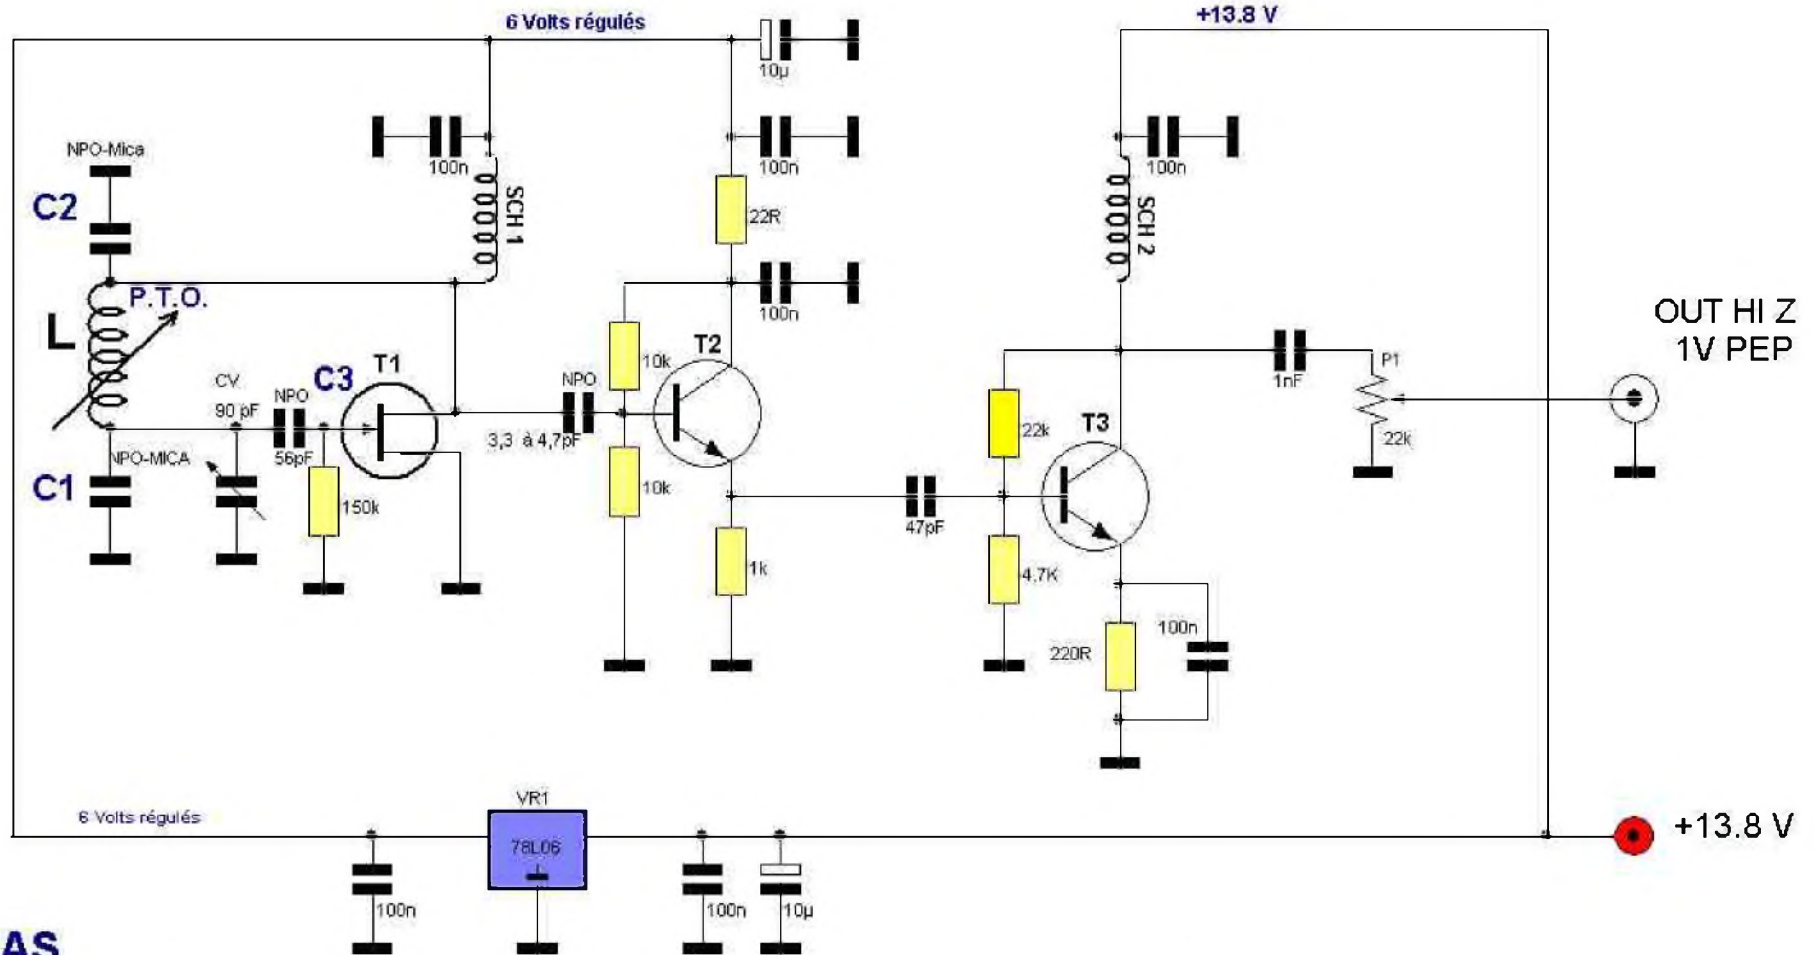 6 Volts régulés
+13.8 V
10µ
NPO-Mica
100n
100n
100n
C2
SCH 1
22R
SCH 2
P.T.O.
100n
OUT HI Z
1V PEP
L
T1
T2
10k
P1
CV
C3
NPO
1nF
90 pF
NPO
3,3 à 4,7pF
22k
T3
22k
NPO-MICA
56pF
C1
10k
150k
47pF
1k
4.7K
100n
220R
VR1
6 Volts régulés
78L06
+13.8 V
100n
100n
10µ
AS